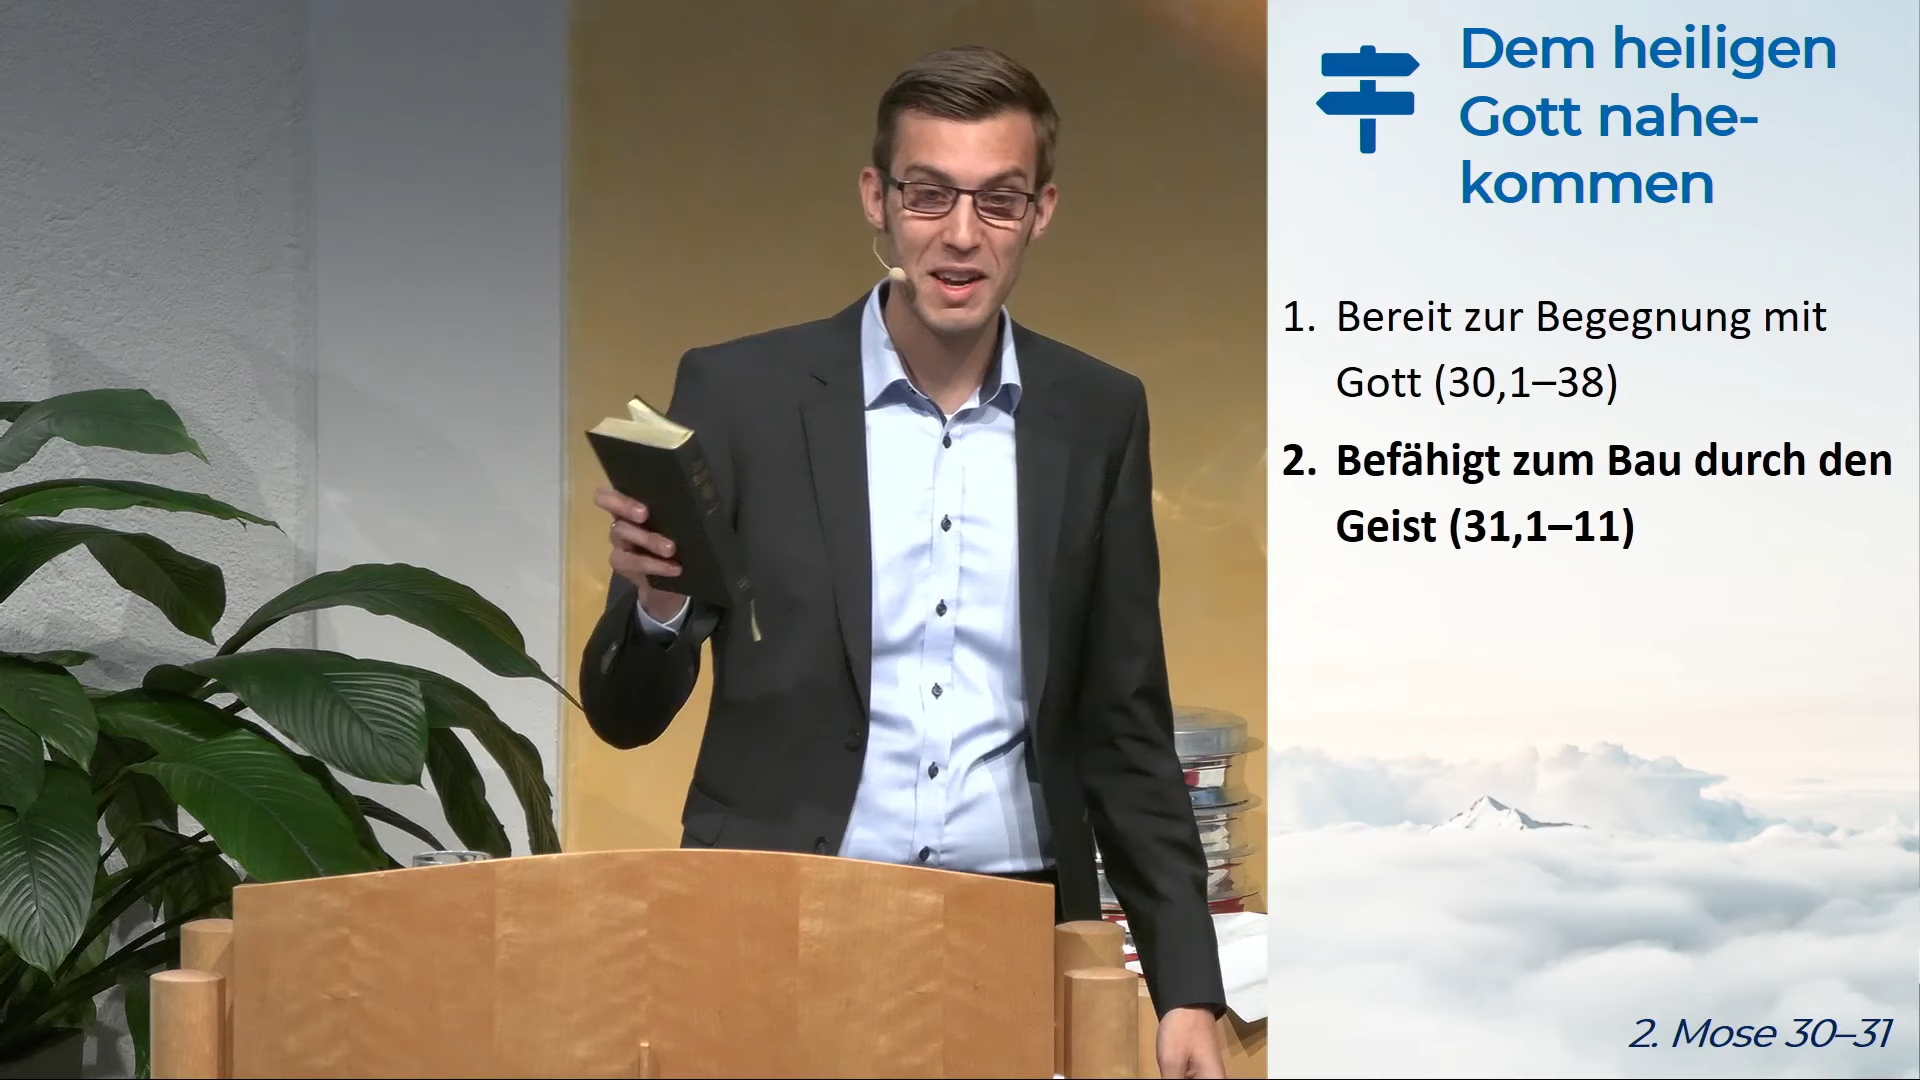 Dem heiligen
Gott nahe-
kommen
1. Bereit zur Begegnung mit
Gott (30,1–38)
2. Befähigt zum Bau durch den
Geist (31,1–11)
2. Mose 30–31